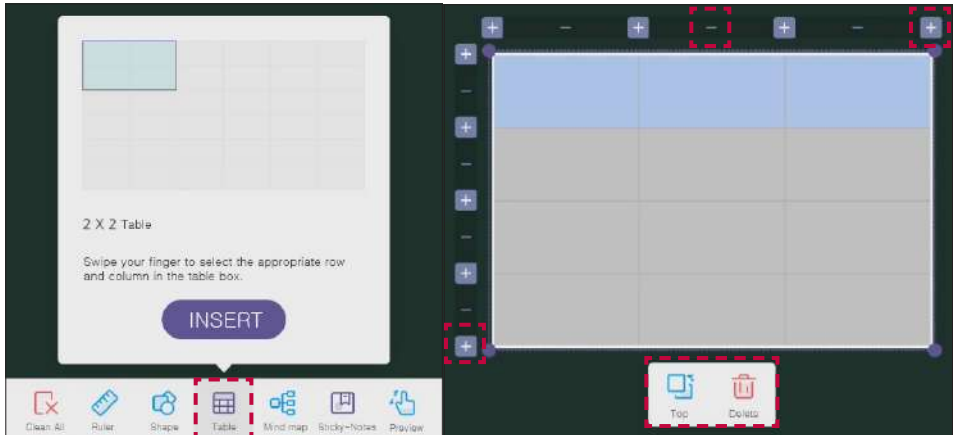 2 X 2 Table
Swipe your finger to select the appropriate row
and column in the table box.
INSERT
Clean All Ruler Shape Table Mind map Sticky-Notes Preview
Top Delete